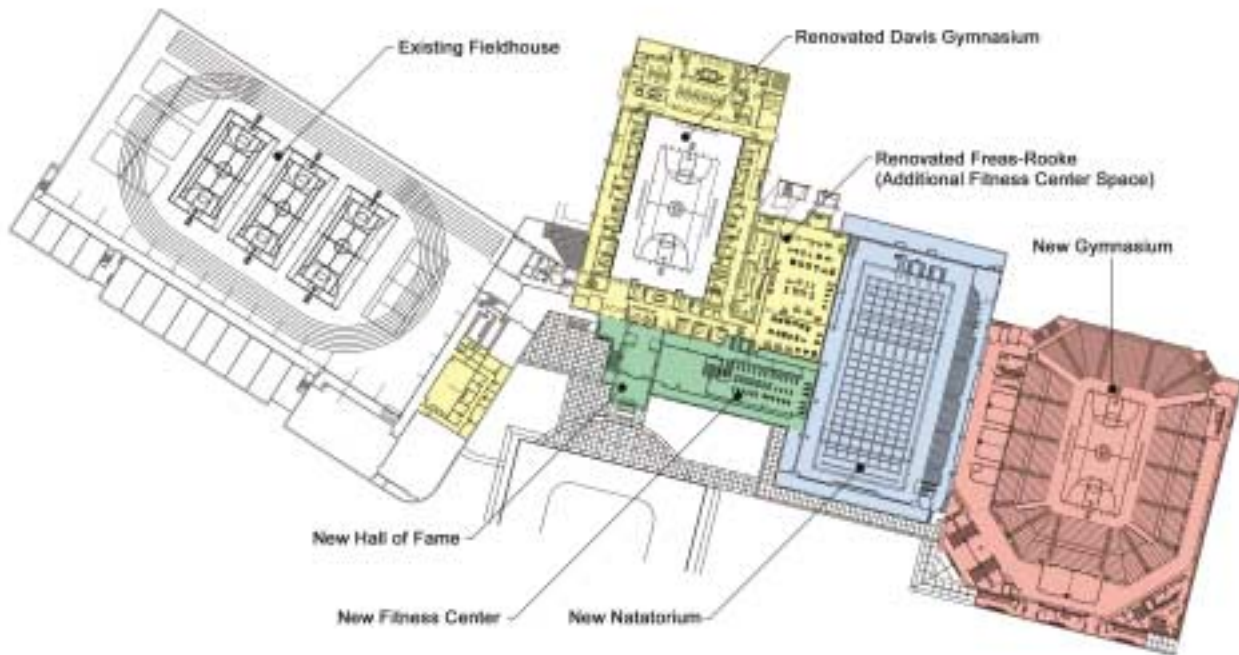 Existing Fieldhouse
Renovated Davis Gymnasium
Renovated Freas-Rooke
(Additional Fitness Center Space)
New Gymnasium
New Hall of Fame
New Fitness Center
New Natatorium